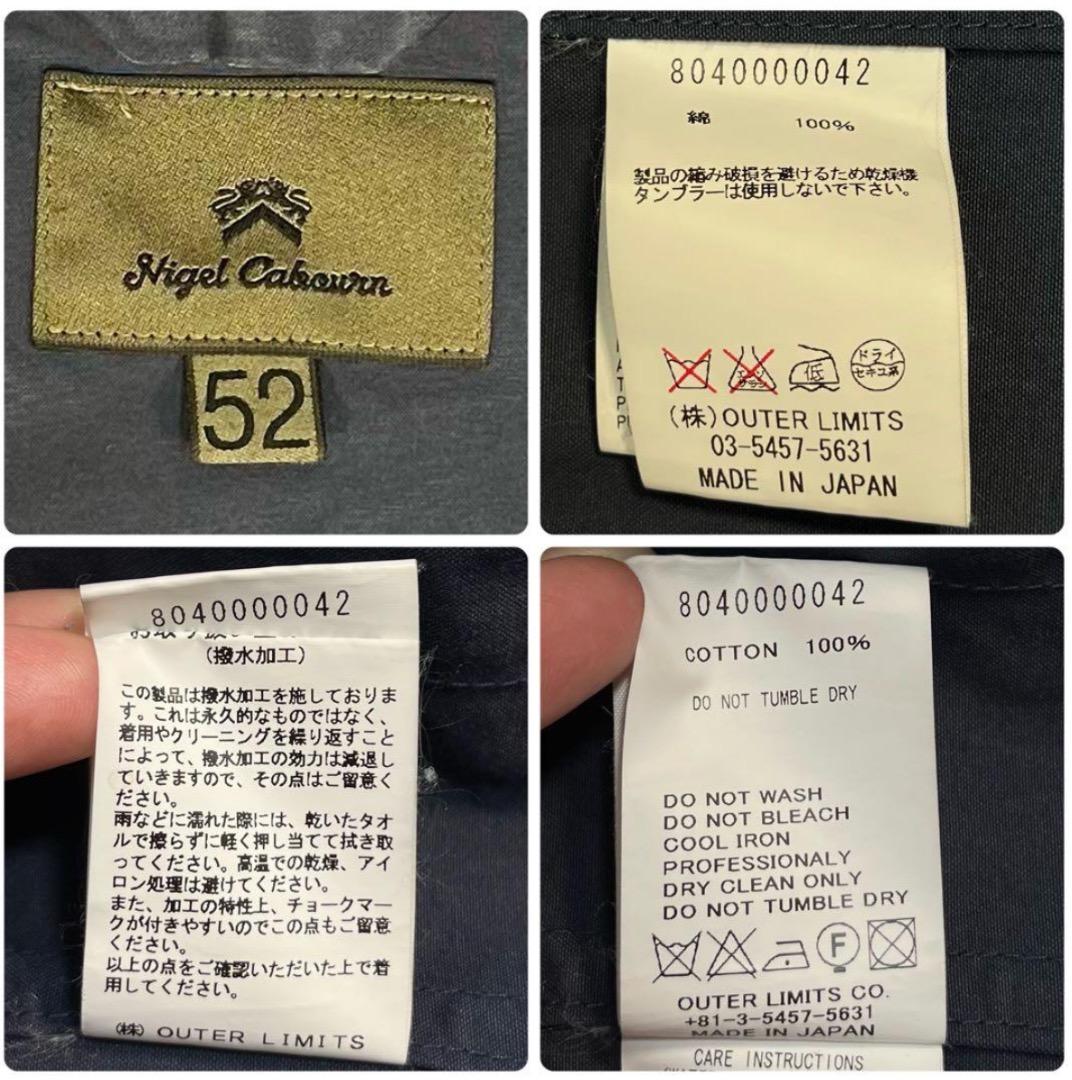 Nigel Cabourn
52
8040000042
綿 100%
製品の縮み破損を避けるため乾燥機
タンブラーは使用しないで下さい。
低
ドライ
セキユ系
(株)OUTER LIMITS
03-5457-5631
MADE IN JAPAN
8040000042
(撥水加工)
この製品は撥水加工を施しておりま
す。これは永久的なものではなく、
着用やクリーニングを繰り返すこと
によって、撥水加工の効力は減退し
ていきますので、その点はご留意く
ださい。
雨などに濡れた際には、乾いたタオ
ルで擦らずに軽く押し当てて拭き取
ってください。高温での乾燥、アイ
ロン処理は避けてください。
また、加工の特性上、チョークマー
クが付きやすいのでこの点もご留意
ください。
以上の点をご確認いただいた上で着
用してください。
(株) OUTER LIMITS
8040000042
COTTON 100%
DO NOT TUMBLE DRY
DO NOT WASH
DO NOT BLEACH
COOL IRON
PROFESSIONALY
DRY CLEAN ONLY
DO NOT TUMBLE DRY
F
OUTER LIMITS CO.
+81-3-5457-5631
MADE IN JAPAN
CARE INSTRUCTIONS